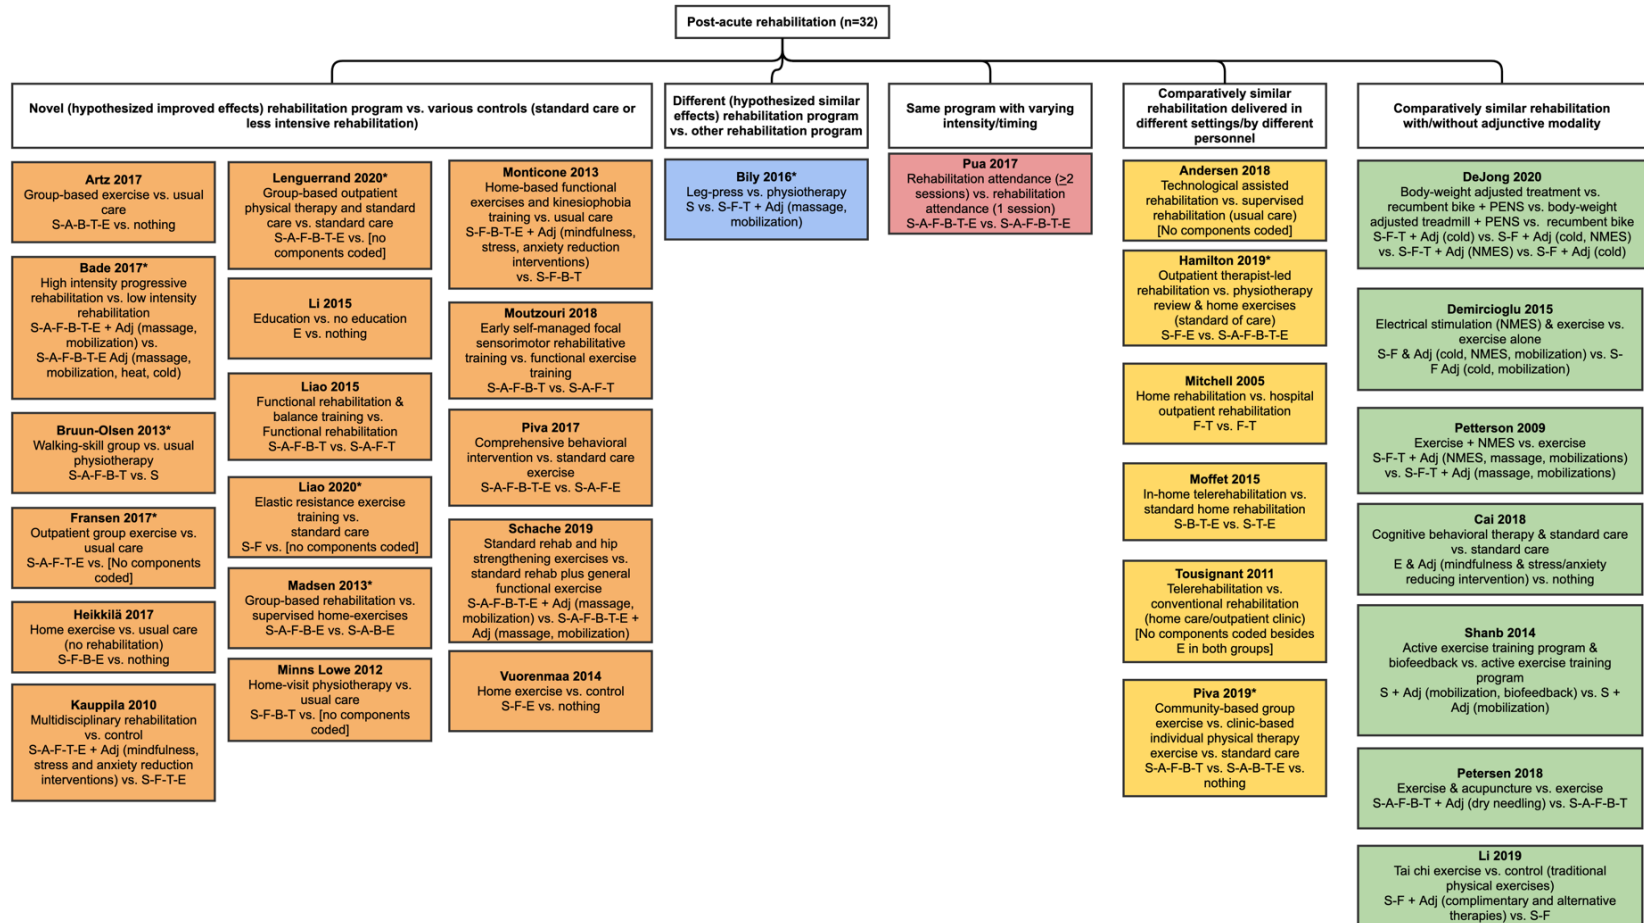 Post-acute rehabilitation (n=32)
Novel (hypothesized improved effects) rehabilitation program vs. various controls (standard care or
less intensive rehabilitation)
Different (hypothesized similar
effects) rehabilitation program
vs. other rehabilitation program
Same program with varying
intensity/timing
Comparatively similar
rehabilitation delivered in
different settings/by different
personnel
Comparatively similar rehabilitation
with/without adjunctive modality
Artz 2017
Group-based exercise vs. usual
care
S-A-B-T-E vs. nothing
Bade 2017*
High intensity progressive
rehabilitation vs. low intensity
rehabilitation
S-A-F-B-T-E + Adj (massage,
mobilization) vs.
S-A-F-B-T-E Adj (massage,
mobilization, heat, cold)
Bruun-Olsen 2013*
Walking-skill group vs. usual
physiotherapy
S-A-F-B-T vs. S
Fransen 2017*
Outpatient group exercise vs.
usual care
S-A-F-T-E vs. [No components
coded]
Heikkilä 2017
Home exercise vs. usual care
(no rehabilitation)
S-F-B-E vs. nothing
Kauppila 2010
Multidisciplinary rehabilitation
vs. control
S-A-F-T-E + Adj (mindfulness,
stress and anxiety reduction
interventions) vs. S-F-T-E
Lenguerrand 2020*
Group-based outpatient
physical therapy and standard
care vs. standard care
S-A-F-B-T-E vs. [no
components coded]
Li 2015
Education vs. no education
E vs. nothing
Liao 2015
Functional rehabilitation &
balance training vs.
Functional rehabilitation
S-A-F-B-T vs. S-A-F-T
Liao 2020*
Elastic resistance exercise
training vs.
standard care
S-F vs. [no components coded]
Madsen 2013*
Group-based rehabilitation vs.
supervised home-exercises
S-A-F-B-E vs. S-A-B-E
Minns Lowe 2012
Home-visit physiotherapy vs.
usual care
S-F-B-T vs. [no components
coded]
Monticone 2013
Home-based functional
exercises and kinesiophobia
training vs. usual care
S-F-B-T-E + Adj (mindfulness,
stress, anxiety reduction
interventions)
vs. S-F-B-T
Moutzouri 2018
Early self-managed focal
sensorimotor rehabilitative
training vs. functional exercise
training
S-A-F-B-T vs. S-A-F-T
Piva 2017
Comprehensive behavioral
intervention vs. standard care
exercise
S-A-F-B-T-E vs. S-A-F-E
Schache 2019
Standard rehab and hip
strengthening exercises vs.
standard rehab plus general
functional exercise
S-A-F-B-T-E + Adj (massage,
mobilization) vs. S-A-F-B-T-E +
Adj (massage, mobilization)
Vuorenmaa 2014
Home exercise vs. control
S-F-E vs. nothing
Bily 2016*
Leg-press vs. physiotherapy
S vs. S-F-T + Adj (massage,
mobilization)
Pua 2017
Rehabilitation attendance (≥2
sessions) vs. rehabilitation
attendance (1 session)
S-A-F-B-T-E vs. S-A-F-B-T-E
Andersen 2018
Technological assisted
rehabilitation vs. supervised
rehabilitation (usual care)
[No components coded]
Hamilton 2019*
Outpatient therapist-led
rehabilitation vs. physiotherapy
review & home exercises
(standard of care)
S-F-E vs. S-A-F-B-T-E
Mitchell 2005
Home rehabilitation vs. hospital
outpatient rehabilitation
F-T vs. F-T
Moffet 2015
In-home telerehabilitation vs.
standard home rehabilitation
S-B-T-E vs. S-T-E
Tousignant 2011
Telerehabilitation vs.
conventional rehabilitation
(home care/outpatient clinic)
[No components coded besides
E in both groups]
Piva 2019*
Community-based group
exercise vs. clinic-based
individual physical therapy
exercise vs. standard care
S-A-F-B-T vs. S-A-B-T-E vs.
nothing
DeJong 2020
Body-weight adjusted treatment vs.
recumbent bike + PENS vs. body-weight
adjusted treadmill + PENS vs. recumbent bike
S-F-T + Adj (cold) vs. S-F + Adj (cold, NMES)
vs. S-F-T + Adj (NMES) vs. S-F + Adj (cold)
Demircioglu 2015
Electrical stimulation (NMES) & exercise vs.
exercise alone
S-F & Adj (cold, NMES, mobilization) vs. S-
F Adj (cold, mobilization)
Petterson 2009
Exercise + NMES vs. exercise
S-F-T + Adj (NMES, massage, mobilizations)
vs. S-F-T + Adj (massage, mobilizations)
Cai 2018
Cognitive behavioral therapy & standard care
vs. standard care
E & Adj (mindfulness & stress/anxiety
reducing intervention) vs. nothing
Shanb 2014
Active exercise training program &
biofeedback vs. active exercise training
program
S + Adj (mobilization, biofeedback) vs. S +
Adj (mobilization)
Petersen 2018
Exercise & acupuncture vs. exercise
S-A-F-B-T + Adj (dry needling) vs. S-A-F-B-T
Li 2019
Tai chi exercise vs. control (traditional
physical exercises)
S-F + Adj (complimentary and alternative
therapies) vs. S-F